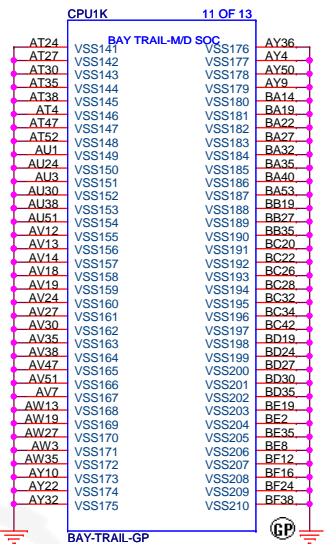 CPU1K 11 OF 13
BAY TRAIL-M/D SOC
AT24 VSS141 VSS176 AY36
AT27 VSS142 VSS177 AY4
AT30 VSS143 VSS178 AY50
AT35 VSS144 VSS179 AY9
AT38 VSS145 VSS180 BA14
AT4 VSS146 VSS181 BA19
AT47 VSS147 VSS182 BA22
AT52 VSS148 VSS183 BA27
AU1 VSS149 VSS184 BA32
AU24 VSS150 VSS185 BA35
AU3 VSS151 VSS186 BA40
AU30 VSS152 VSS187 BA53
AU38 VSS153 VSS188 BB19
AU51 VSS154 VSS189 BB27
AV12 VSS155 VSS190 BB35
AV13 VSS156 VSS191 BC20
AV14 VSS157 VSS192 BC22
AV18 VSS158 VSS193 BC26
AV19 VSS159 VSS194 BC28
AV24 VSS160 VSS195 BC32
AV27 VSS161 VSS196 BC34
AV30 VSS162 VSS197 BC42
AV35 VSS163 VSS198 BD19
AV38 VSS164 VSS199 BD24
AV47 VSS165 VSS200 BD27
AV51 VSS166 VSS201 BD30
AV7 VSS167 VSS202 BD35
AW13 VSS168 VSS203 BE19
AW19 VSS169 VSS204 BE2
AW27 VSS170 VSS205 BE35
AW3 VSS171 VSS206 BE8
AW35 VSS172 VSS207 BF12
AY10 VSS173 VSS208 BF16
AY22 VSS174 VSS209 BF24
AY32 VSS175 VSS210 BF38
GP
BAY-TRAIL-GP